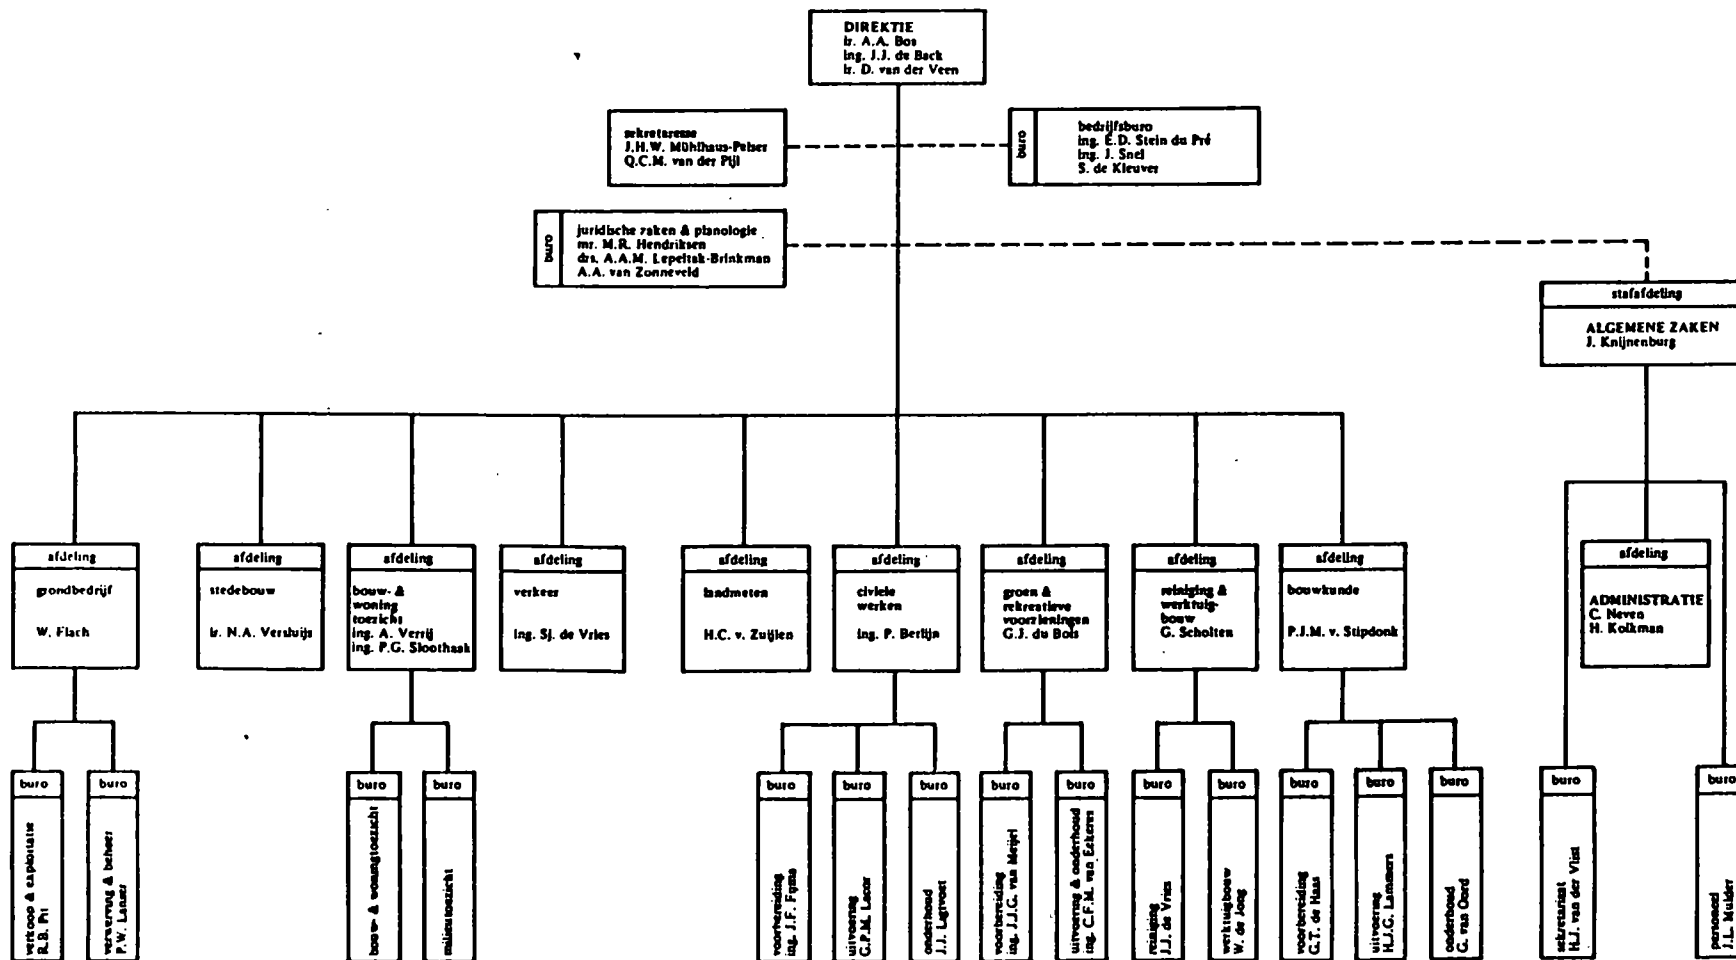 DIREKTIE
ir. A.A. Bos
ing. J.J. de Back
ir. D. van der Veen
sekretaresse
J.H.W. Mühlhaus-Pelser
Q.C.M. van der Pijl
buro
bedrijfsburo
ing. E.D. Stein du Pré
ing. J. Snel
S. de Kleuver
buro
juridische zaken & planologie
mr. M.R. Hendriksen
drs. A.A.M. Lepeltak-Brinkman
A.A. van Zonneveld
stafafdeling
ALGEMENE ZAKEN
J. Knijnenburg
afdeling
grondbedrijf
W. Flach
afdeling
stedebouw
ir. N.A. Versluijs
afdeling
bouw- &
woning
toezicht
ing. A. Verrij
ing. P.G. Sloothaak
afdeling
verkeer
ing. Sj. de Vries
afdeling
landmeten
H.C. v. Zuijlen
afdeling
civiele
werken
ing. P. Berlijn
afdeling
groen &
rekreatieve
voorzieningen
G.J. du Bois
afdeling
reiniging &
werktuig-
bouw
G. Scholten
afdeling
bouwkunde
P.J.M. v. Stipdonk
afdeling
ADMINISTRATIE
C. Neven
H. Kolkman
buro
verkoop & exploitatie
R.B. Pit
buro
verwerving & beheer
P.W. Lanser
buro
bouw- & woningtoezicht
buro
milieutoezicht
buro
voorbereiding
ing. J.F.
buro
uitvoering
G.P.M. Locor
buro
onderhoud
J.J. Ligtvoet
buro
voorbereiding
ing. J.J.C. van Meijel
buro
uitvoering & onderhoud
ing. C.F.M. van Eekeres
buro
reiniging
J.J. de Vries
buro
werktuigbouw
W. de Jong
buro
voorbereiding
G.T. de Haas
buro
uitvoering
H.J.G. Lammers
buro
onderhoud
G. van Oord
buro
sekretariat
H.J. van der Vlist
buro
personeel
J.L. Mulder